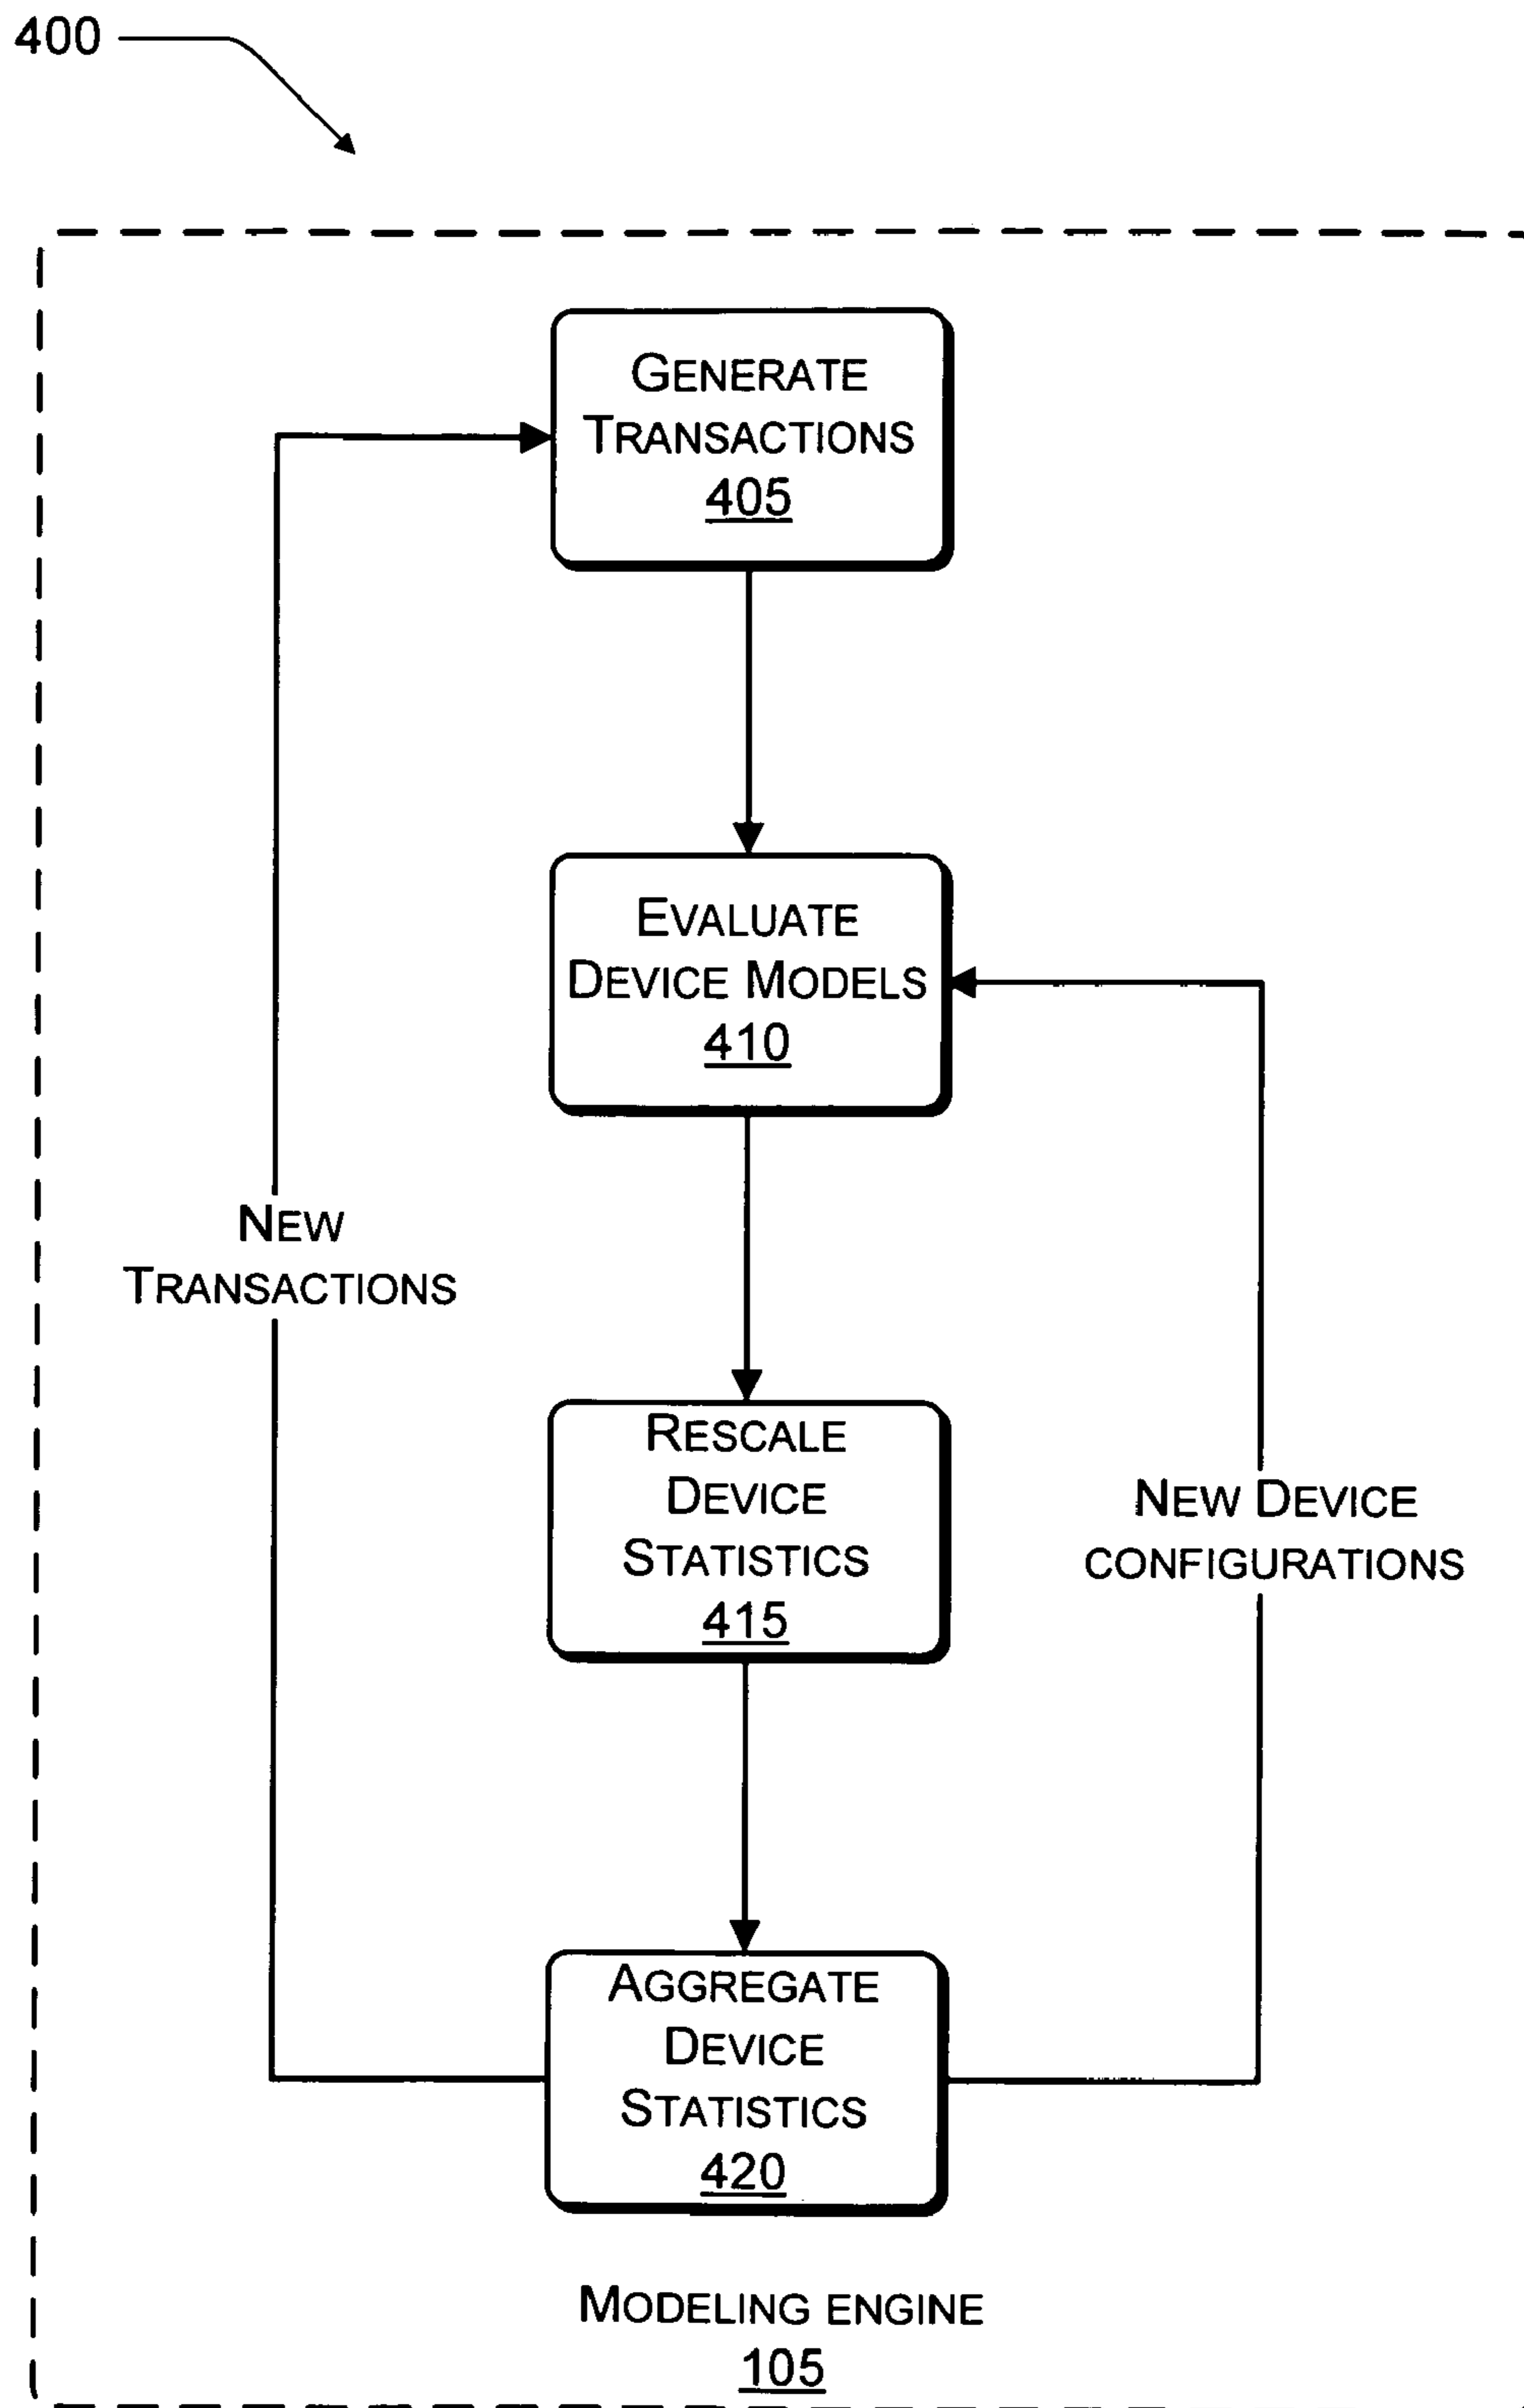 400
GENERATE
TRANSACTIONS
405
EVALUATE
DEVICE MODELS
410
NEW
TRANSACTIONS
RESCALE
DEVICE
STATISTICS
415
NEW DEVICE
CONFIGURATIONS
AGGREGATE
DEVICE
STATISTICS
420
MODELING ENGINE
105